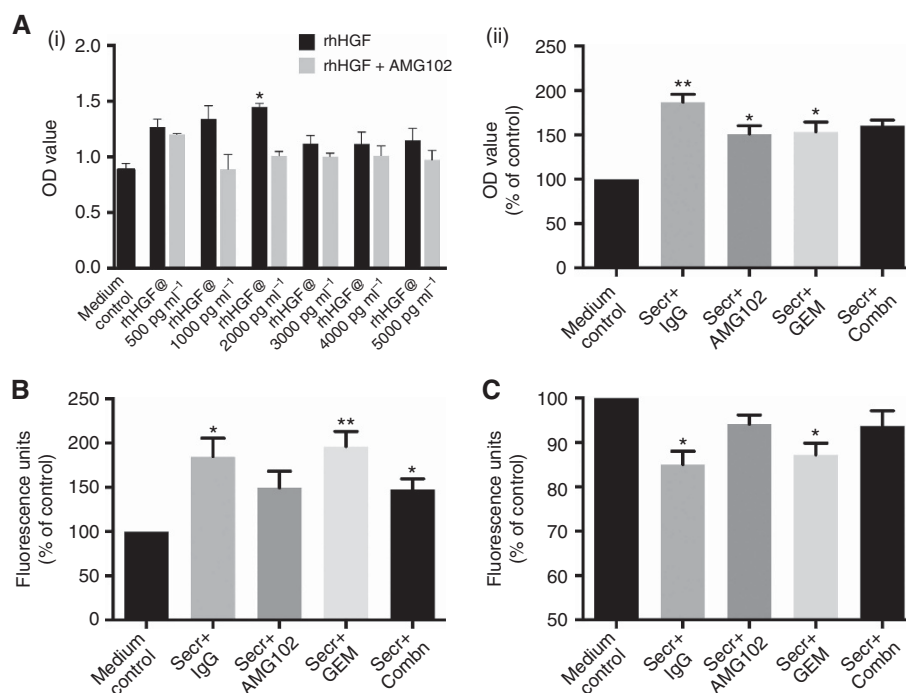 A
(i)
2.0
1.5
1.0
0.5
0.0
OD value
rhHGF
rhHGF + AMG102
*
Medium
control
rhHGF@
500 pg ml⁻¹
rhHGF@
1000 pg ml⁻¹
rhHGF@
2000 pg ml⁻¹
rhHGF@
3000 pg ml⁻¹
rhHGF@
4000 pg ml⁻¹
rhHGF@
5000 pg ml⁻¹
(ii)
250
200
150
100
50
0
OD value
(% of control)
**
*
*
Medium
control
Secr+
IgG
Secr+
AMG102
Secr+
GEM
Secr+
Combn
B
250
200
150
100
50
0
Fluorescence units
(% of control)
*
**
*
Medium
control
Secr+
IgG
Secr+
AMG102
Secr+
GEM
Secr+
Combn
C
100
90
80
70
60
50
Fluorescence units
(% of control)
*
*
Medium
control
Secr+
IgG
Secr+
AMG102
Secr+
GEM
Secr+
Combn